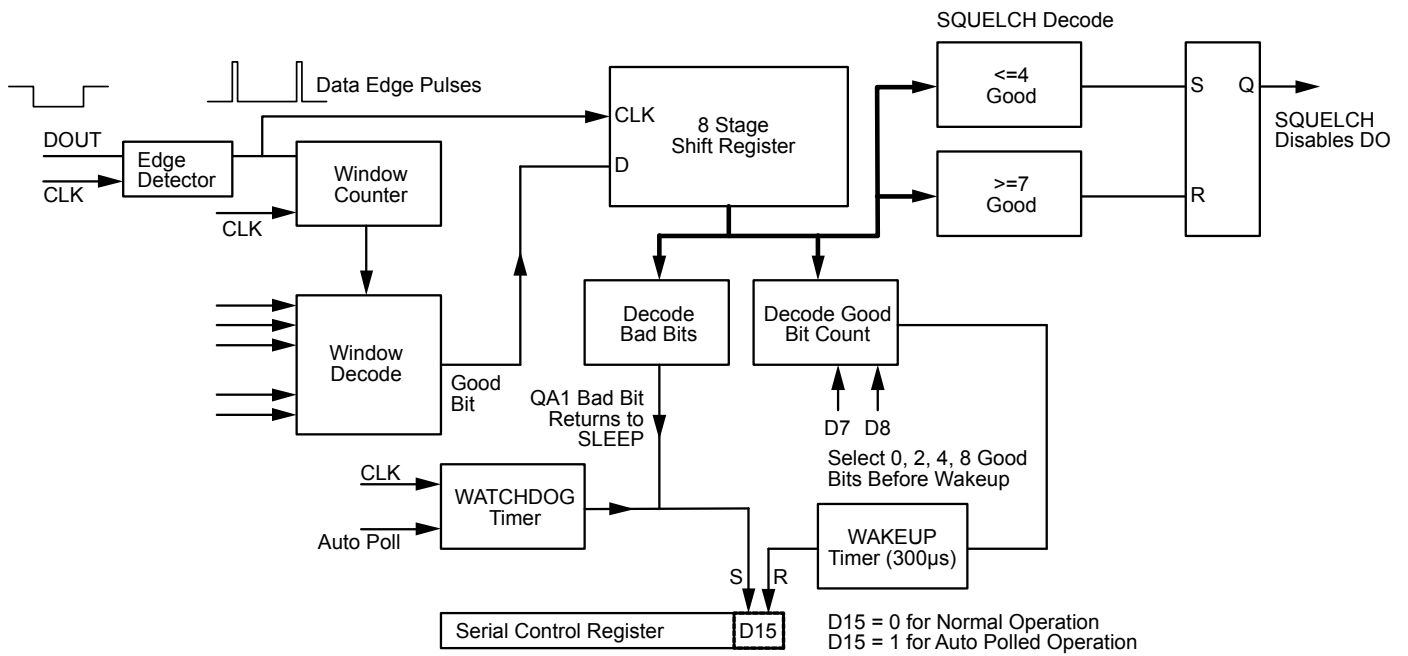 SQUELCH Decode
Data Edge Pulses
<=4
Good
S
Q
DOUT
CLK
8 Stage
Shift Register
SQUELCH
Disables DO
Edge
Detector
D
CLK
Window
Counter
>=7
Good
R
CLK
Decode
Bad Bits
Decode Good
Bit Count
Window
Decode
Good
Bit
QA1 Bad Bit
Returns to
SLEEP
D7
D8
Select 0, 2, 4, 8 Good
Bits Before Wakeup
CLK
WATCHDOG
Timer
Auto Poll
WAKEUP
Timer (300µs)
S
R
Serial Control Register
D15
D15 = 0 for Normal Operation
D15 = 1 for Auto Polled Operation